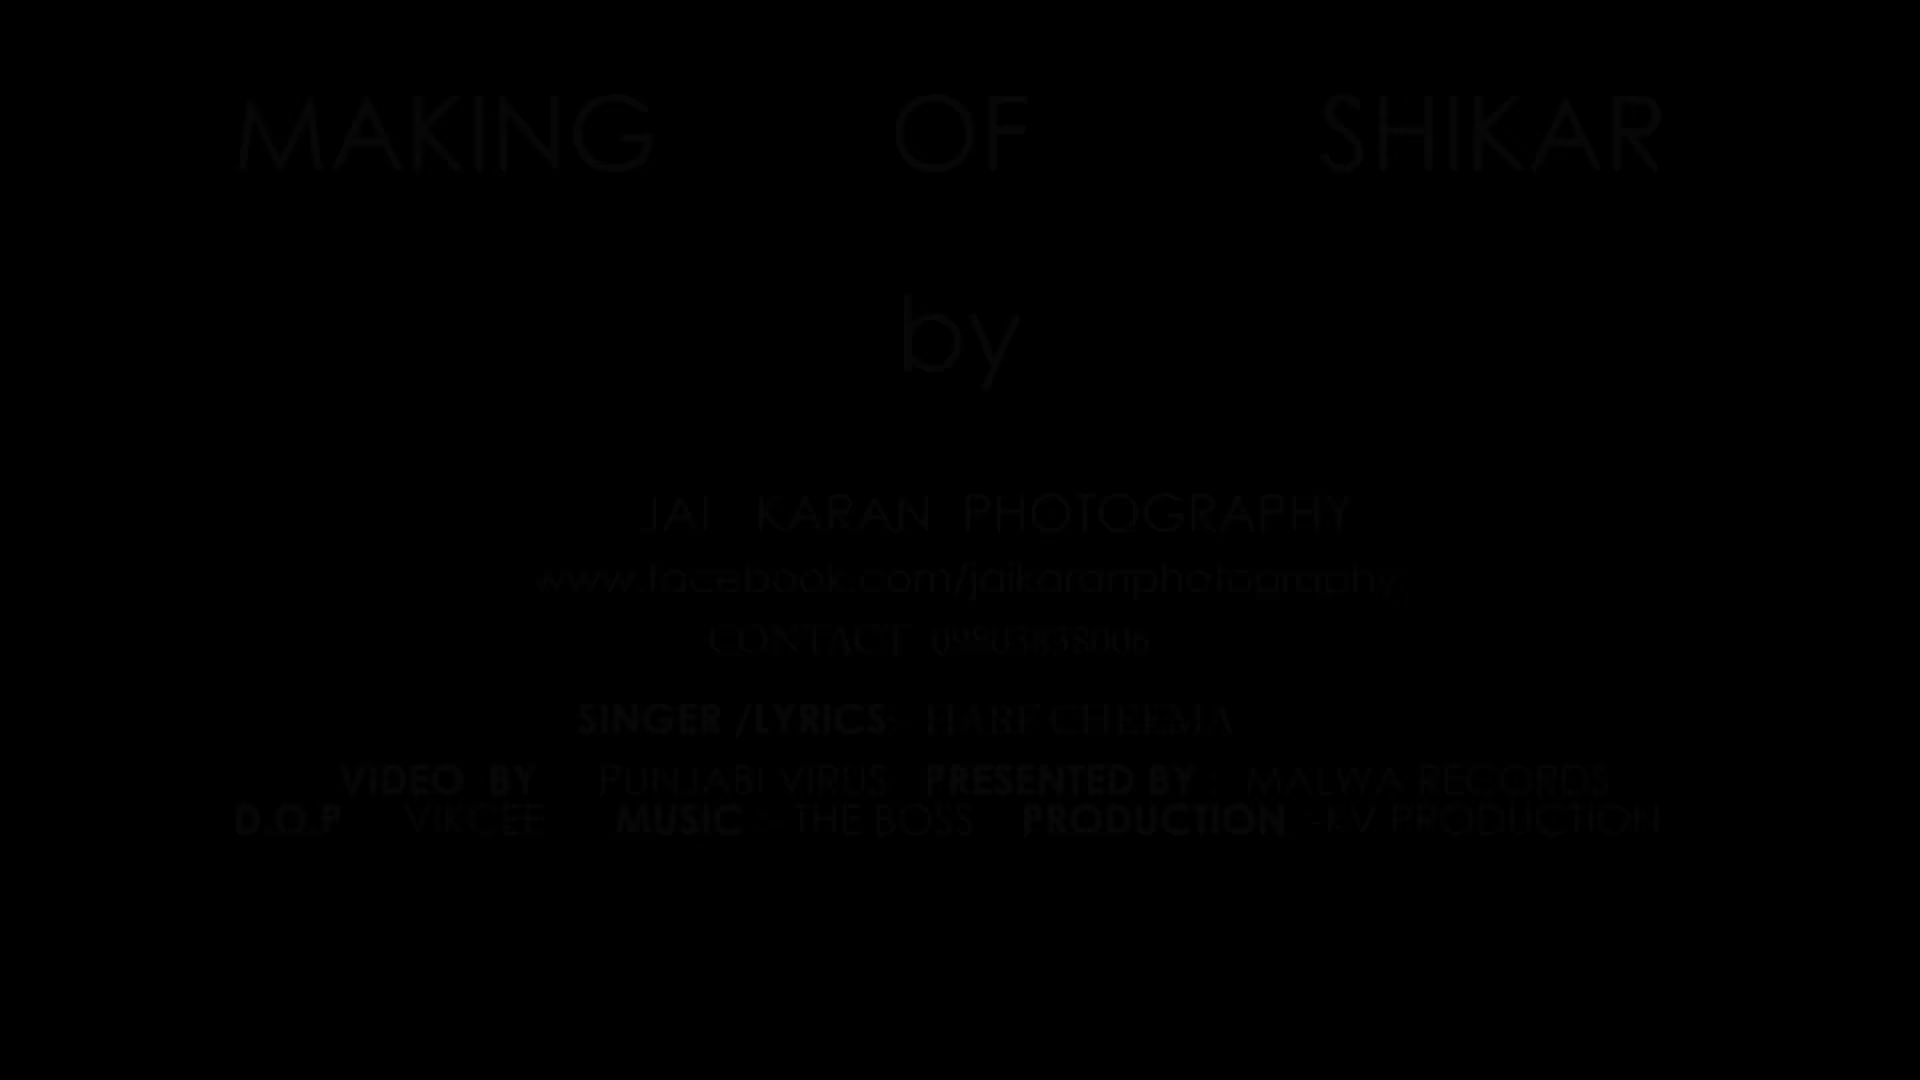 MAKING OF SHIKAR
by
JAI KARAN PHOTOGRAPHY
www.facebook.com/jaikaranphotography
CONTACT
SINGER /LYRICS:- HARF CHEEMA
VIDEO BY PUNJABI VIRUS PRESENTED BY : MALWA RECORDS
D.O.P VIKCEE MUSIC :- THE BOSS PRODUCTION :-KV PRODUCTION